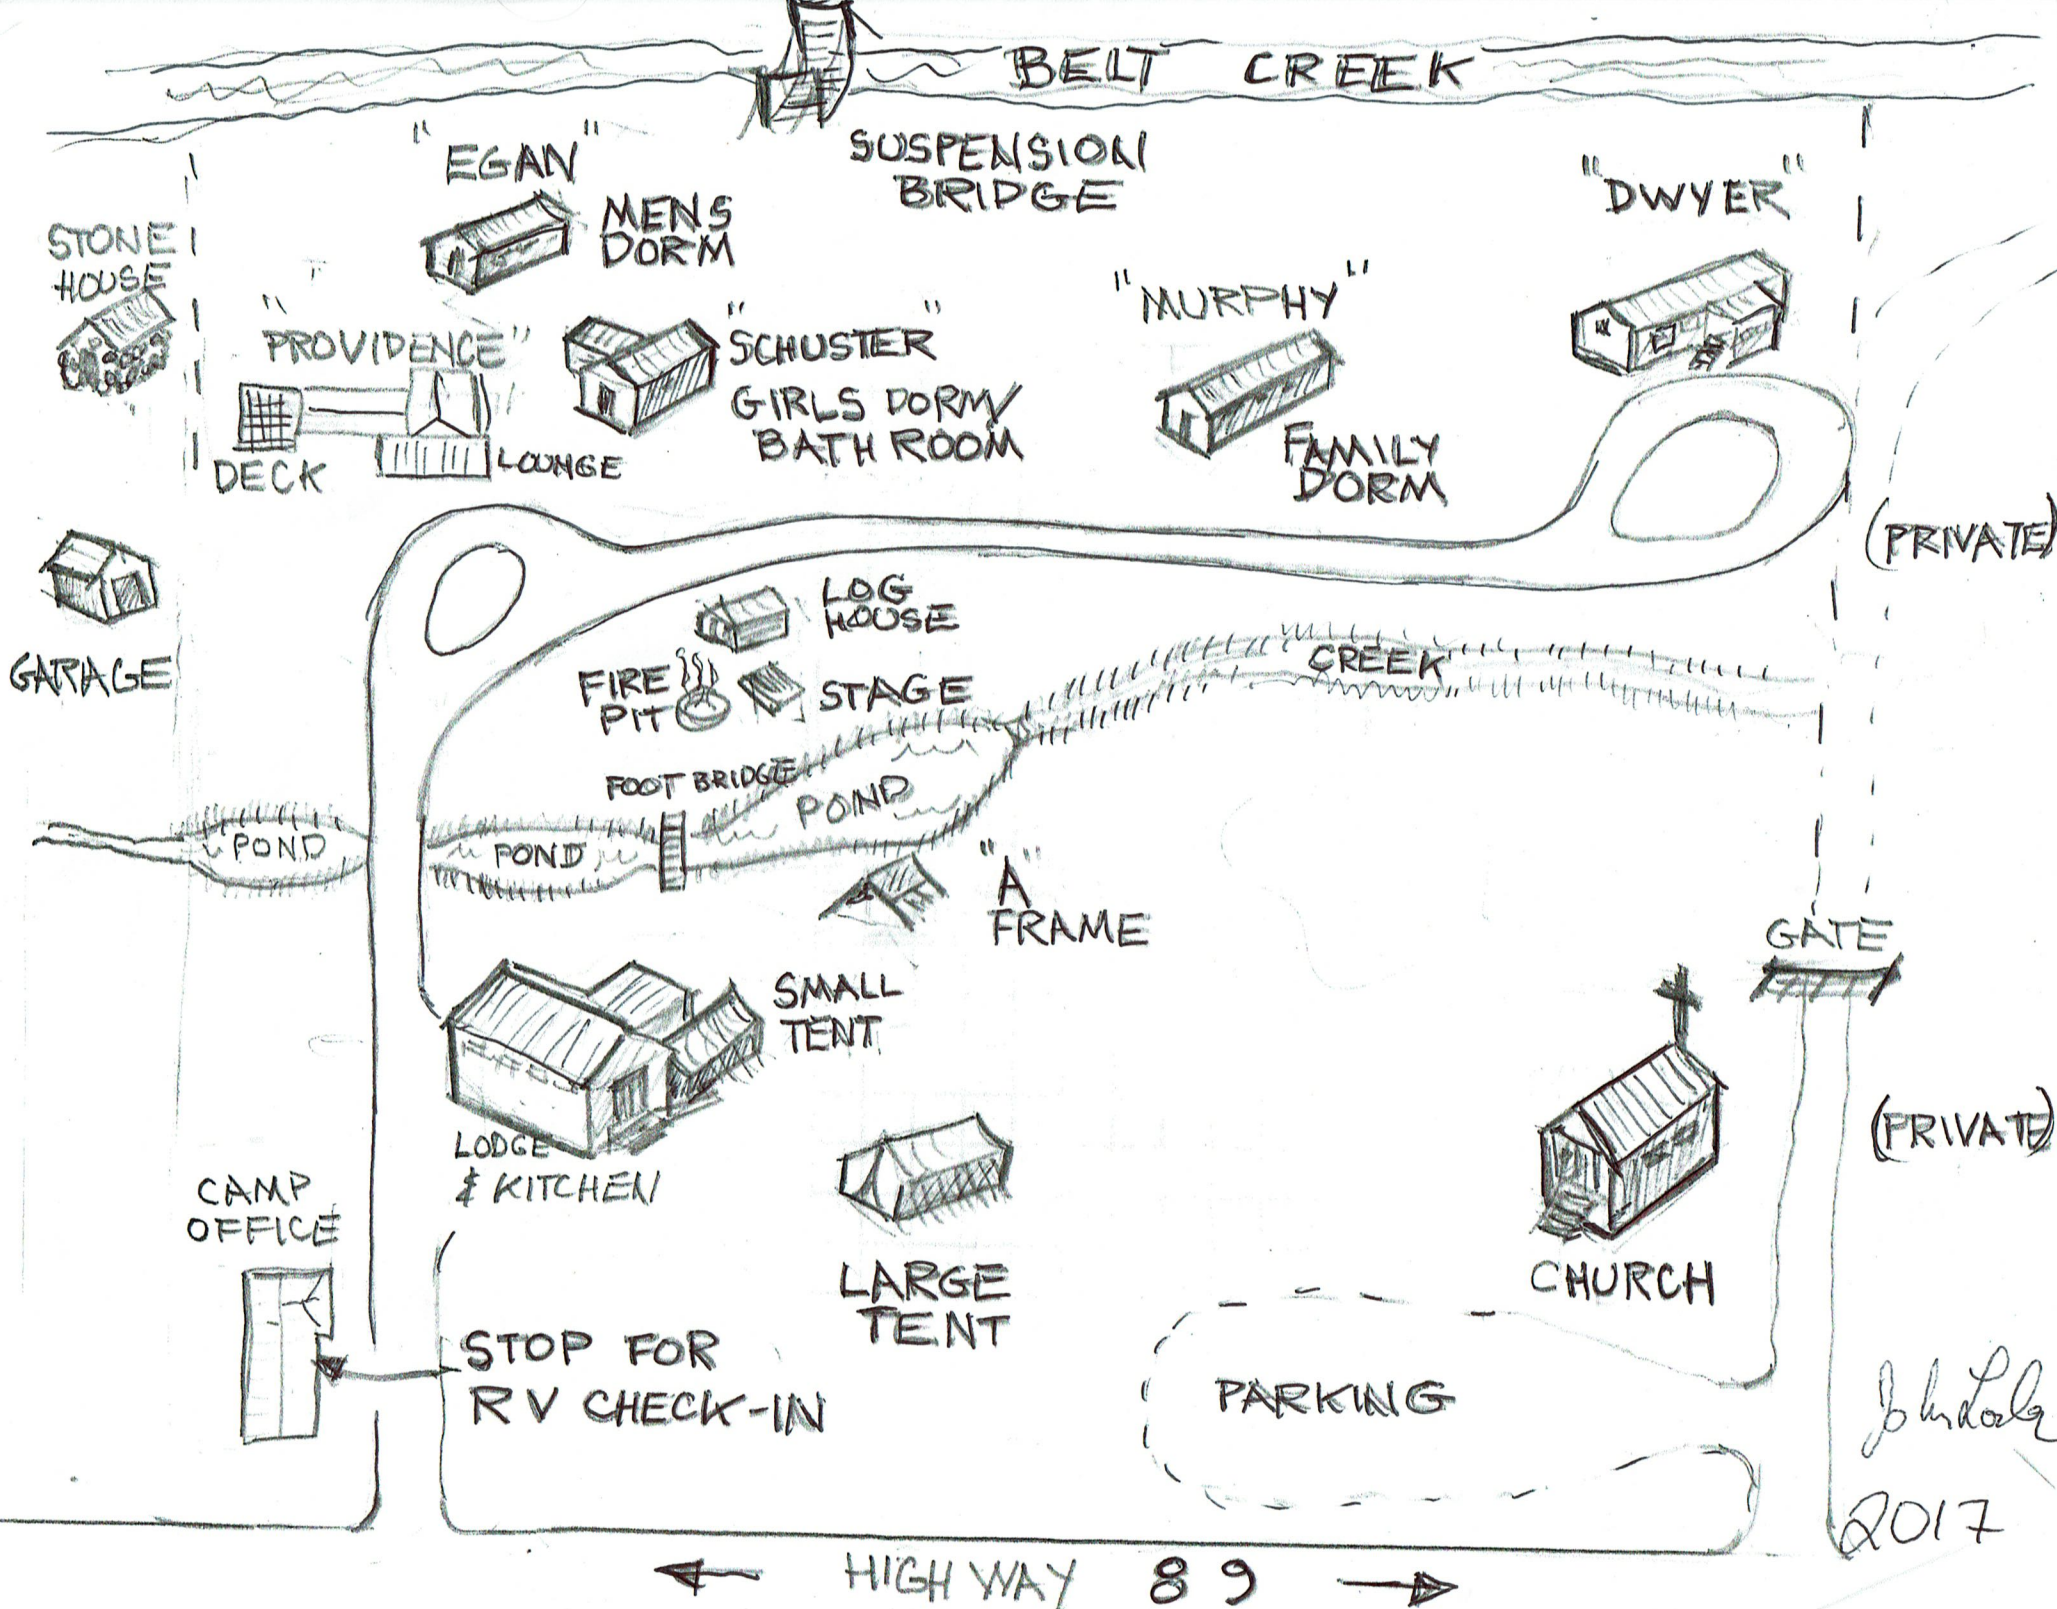 BELT CREEK
SUSPENSION
BRIDGE
"EGAN"
MENS
DORM
"DWYER"
STONE
HOUSE
"PROVIDENCE"
DECK
LOUNGE
"SCHUSTER"
GIRLS DORM/
BATH ROOM
"MURPHY"
FAMILY
DORM
(PRIVATE)
GARAGE
LOG
HOUSE
FIRE
PIT
STAGE
CREEK
FOOT BRIDGE
POND
POND
POND
"A"
FRAME
GATE
SMALL
TENT
LODGE
& KITCHEN
(PRIVATE)
CAMP
OFFICE
LARGE
TENT
CHURCH
STOP FOR
RV CHECK-IN
PARKING
John
2017
HIGHWAY 89